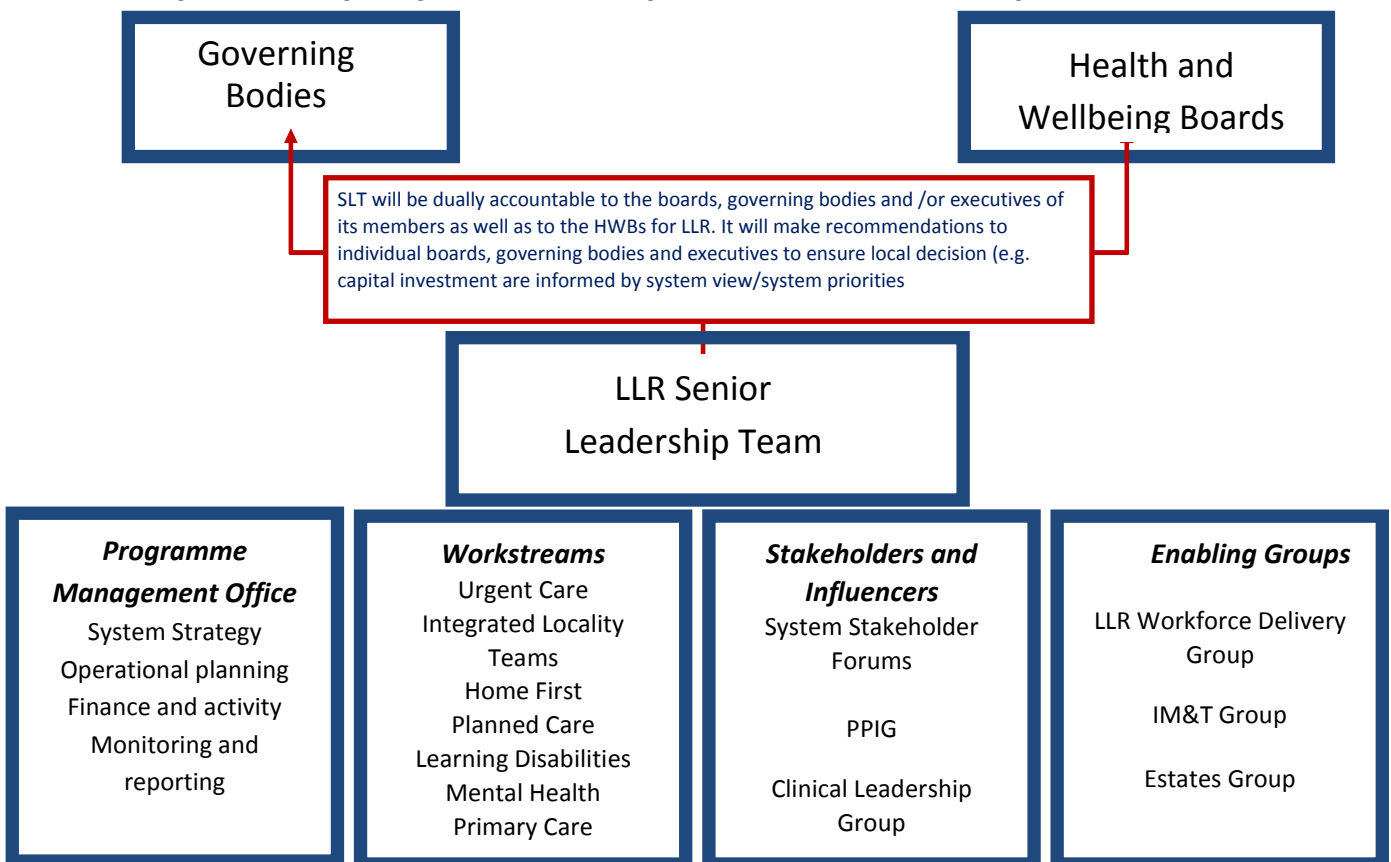 Governing
Bodies
Health and
Wellbeing Boards
SLT will be dually accountable to the boards, governing bodies and /or executives of
its members as well as to the HWBs for LLR. It will make recommendations to
individual boards, governing bodies and executives to ensure local decision (e.g.
capital investment are informed by system view/system priorities
LLR Senior
Leadership Team
Programme
Management Office
System Strategy
Operational planning
Finance and activity
Monitoring and
reporting
Workstreams
Urgent Care
Integrated Locality
Teams
Home First
Planned Care
Learning Disabilities
Mental Health
Primary Care
Stakeholders and
Influencers
System Stakeholder
Forums
PPIG
Clinical Leadership
Group
Enabling Groups
LLR Workforce Delivery
Group
IM&T Group
Estates Group